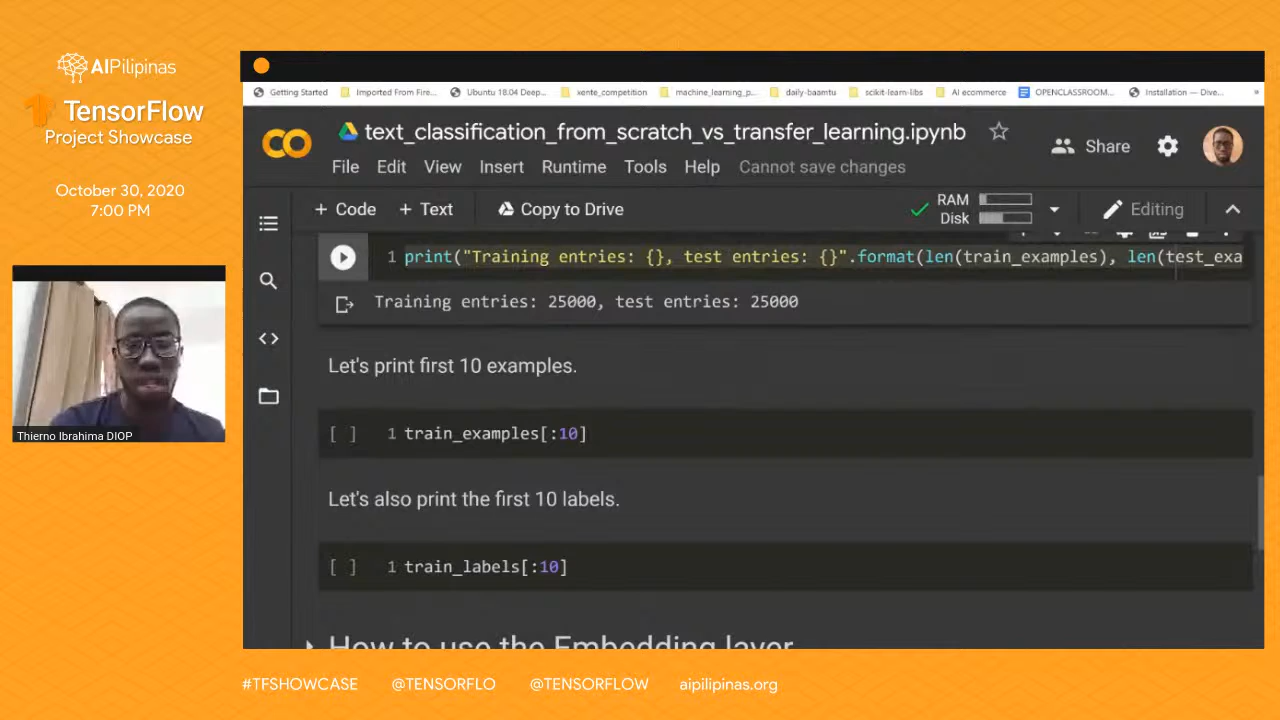 AIPilipinas
TensorFlow
Project Showcase
October 30, 2020
7:00 PM
Thierno Ibrahima DIOP
Getting Started
Imported From Fire...
Ubuntu 18.04 Deep...
xente_competition
machine_learning_p...
daily-baamtu
scikit-learn-libs
AI ecommerce
OPENCLASSROOM...
Installation — Dive...
»
text_classification_from_scratch_vs_transfer_learning.ipynb
Share
File Edit View Insert Runtime Tools Help Cannot save changes
+ Code + Text Copy to Drive
RAM
Disk
Editing
1 print("Training entries: {}, test entries: {}".format(len(train_examples), len(test_exa
Training entries: 25000, test entries: 25000
Let's print first 10 examples.
[ ] 1 train_examples[:10]
Let's also print the first 10 labels.
[ ] 1 train_labels[:10]
How to use the Embedding layer
#TFSHOWCASE @TENSORFLO @TENSORFLOW aipilipinas.org